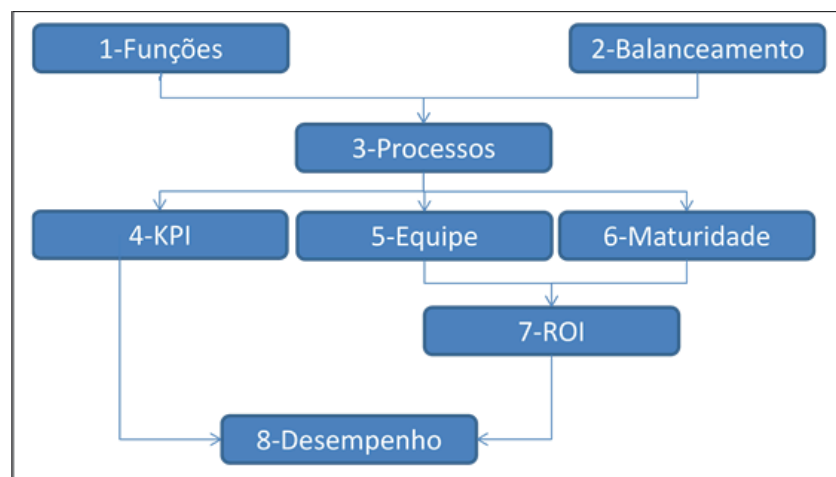 1-Funções
2-Balanceamento
3-Processos
4-KPI
5-Equipe
6-Maturidade
7-ROI
8-Desempenho